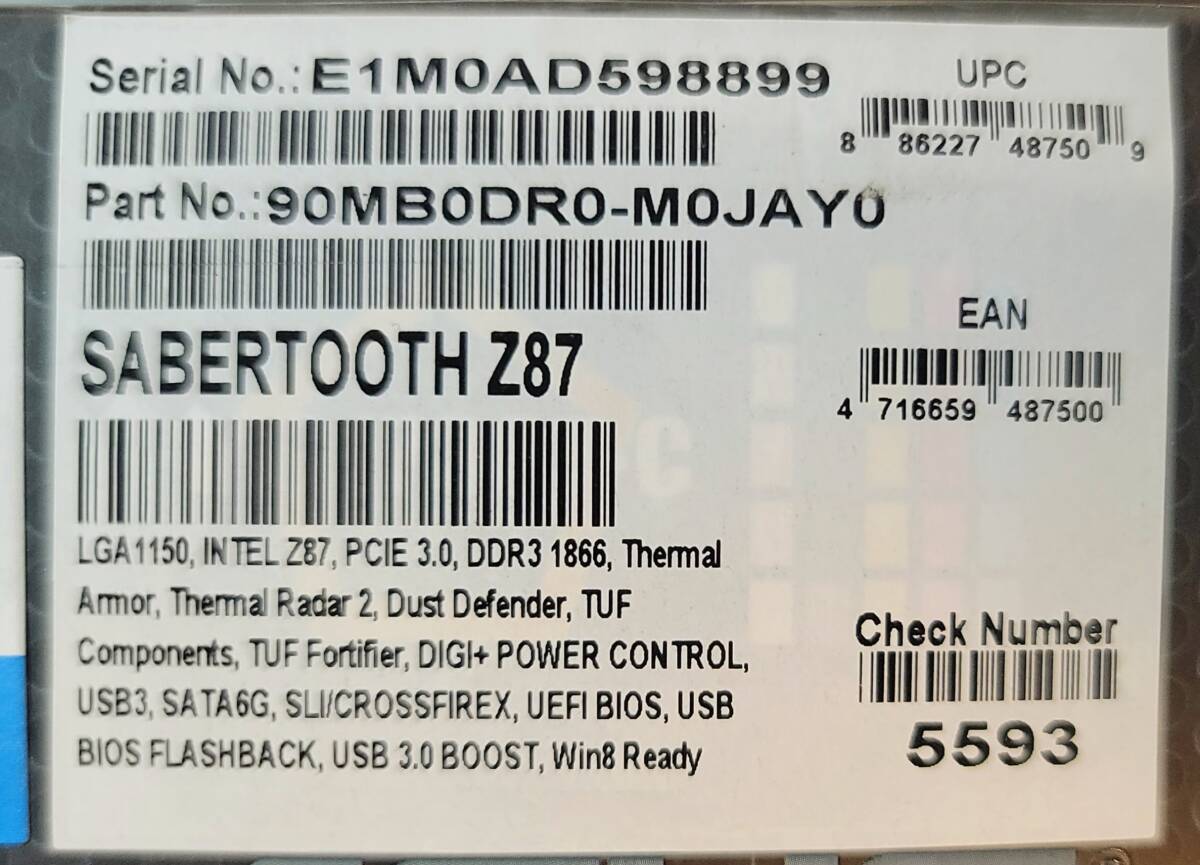 Serial No.: E1M0AD598899
UPC
8 86227 48750 9
Part No.:90MB0DR0-M0JAY0
EAN
4 716659 487500
SABERTOOTH Z87
LGA1150, INTEL Z87, PCIE 3.0, DDR3 1866, Thermal
Armor, Thermal Radar 2, Dust Defender, TUF
Components, TUF Fortifier, DIGI+ POWER CONTROL,
USB3, SATA6G, SLI/CROSSFIREX, UEFI BIOS, USB
BIOS FLASHBACK, USB 3.0 BOOST, Win8 Ready
Check Number
5593